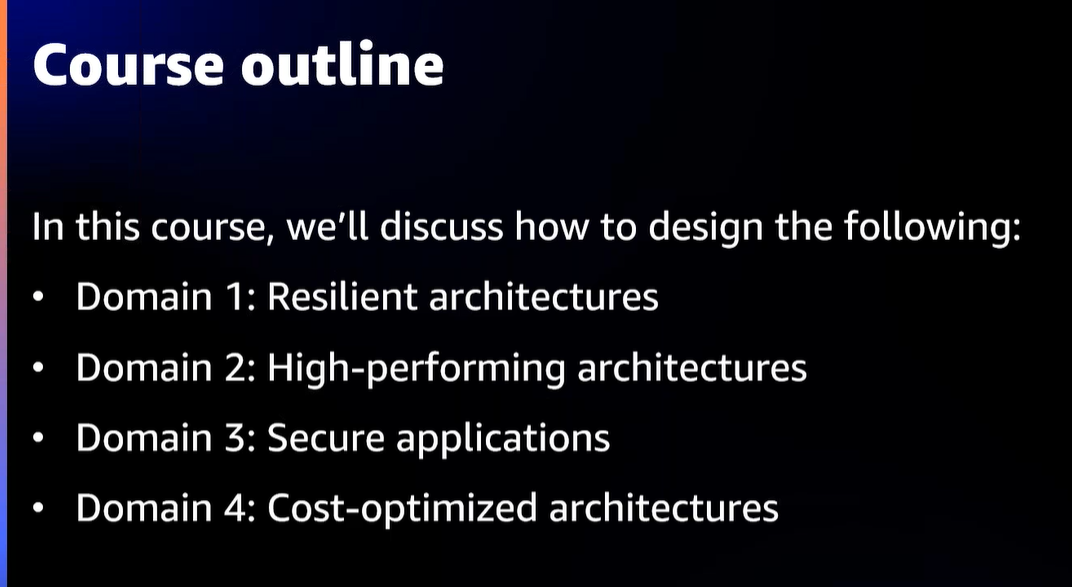 Course outline
In this course, we’ll discuss how to design the following:
• Domain 1: Resilient architectures
• Domain 2: High-performing architectures
• Domain 3: Secure applications
• Domain 4: Cost-optimized architectures